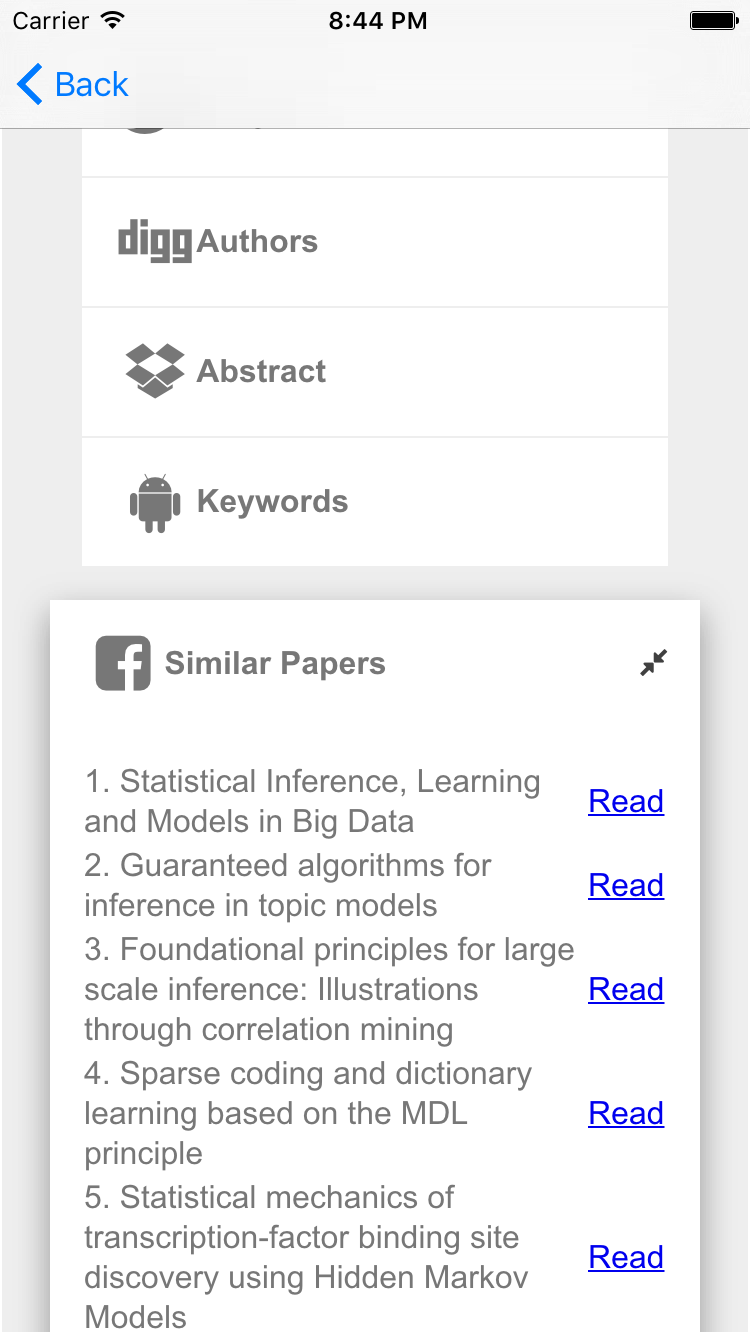 Carrier 8:44 PM
Back
digg Authors
Abstract
Keywords
Similar Papers
1. Statistical Inference, Learning
and Models in Big Data
Read
2. Guaranteed algorithms for
inference in topic models
Read
3. Foundational principles for large
scale inference: Illustrations
through correlation mining
Read
4. Sparse coding and dictionary
learning based on the MDL
principle
Read
5. Statistical mechanics of
transcription-factor binding site
discovery using Hidden Markov
Models
Read